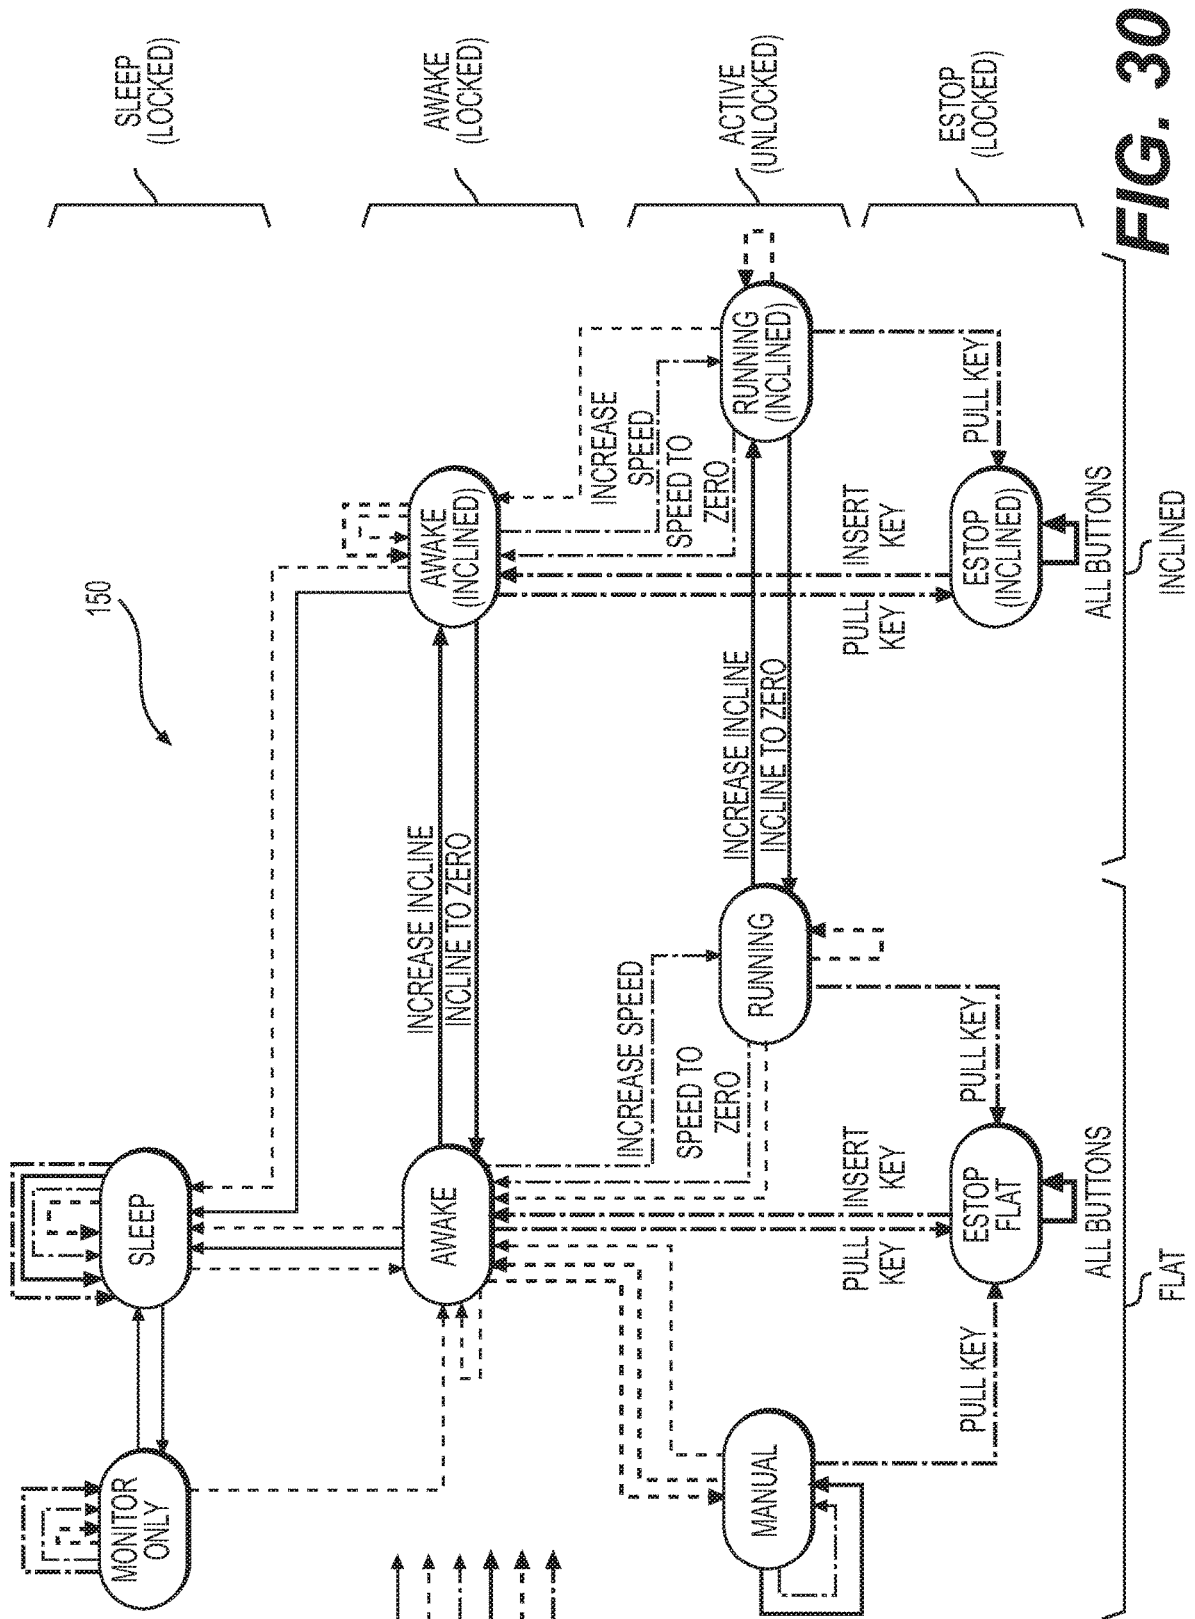 SLEEP
(LOCKED)
AWAKE
(LOCKED)
ACTIVE
(UNLOCKED)
ESTOP
(LOCKED)
150
MONITOR
ONLY
SLEEP
AWAKE
INCREASE INCLINE
INCLINE TO ZERO
AWAKE
(INCLINED)
INCREASE SPEED
SPEED TO
ZERO
INCREASE
SPEED
SPEED TO
ZERO
MANUAL
RUNNING
INCREASE INCLINE
INCLINE TO ZERO
RUNNING
(INCLINED)
PULL
KEY
INSERT
KEY
PULL
KEY
INSERT
KEY
PULL KEY
PULL KEY
PULL KEY
ESTOP
FLAT
ESTOP
(INCLINED)
ALL BUTTONS
ALL BUTTONS
FLAT
INCLINED
FIG. 30